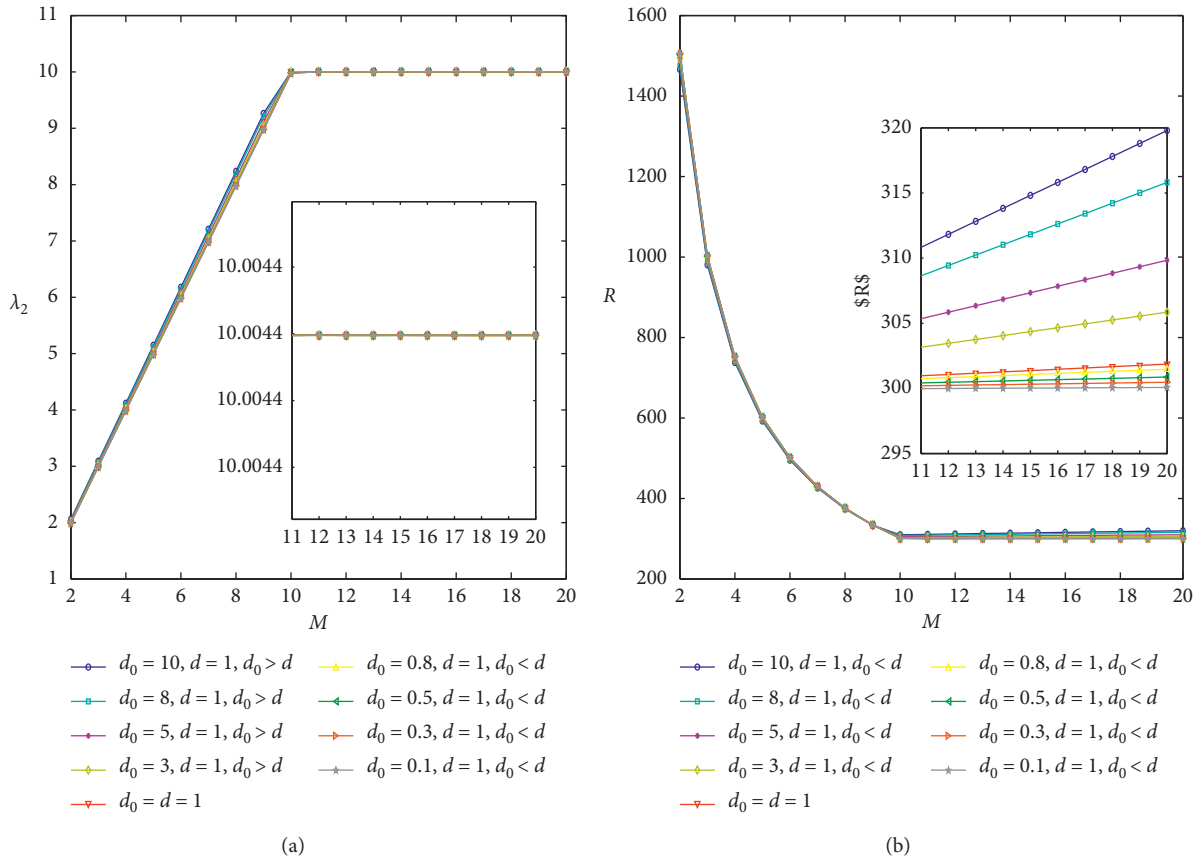 11
10
9
8
7
6
5
4
3
2
1
λ2
10.0044
10.0044
10.0044
10.0044
11 12 13 14 15 16 17 18 19 20
2 4 6 8 10 12 14 16 18 20
M
d0 = 10, d = 1, d0 > d
d0 = 8, d = 1, d0 > d
d0 = 5, d = 1, d0 > d
d0 = 3, d = 1, d0 > d
d0 = d = 1
d0 = 0.8, d = 1, d0 < d
d0 = 0.5, d = 1, d0 < d
d0 = 0.3, d = 1, d0 < d
d0 = 0.1, d = 1, d0 < d
(a)
1600
1400
1200
1000
800
600
400
200
R
320
315
310
305
300
295
$R$
11 12 13 14 15 16 17 18 19 20
2 4 6 8 10 12 14 16 18 20
M
d0 = 10, d = 1, d0 < d
d0 = 8, d = 1, d0 < d
d0 = 5, d = 1, d0 < d
d0 = 3, d = 1, d0 < d
d0 = d = 1
d0 = 0.8, d = 1, d0 < d
d0 = 0.5, d = 1, d0 < d
d0 = 0.3, d = 1, d0 < d
d0 = 0.1, d = 1, d0 < d
(b)